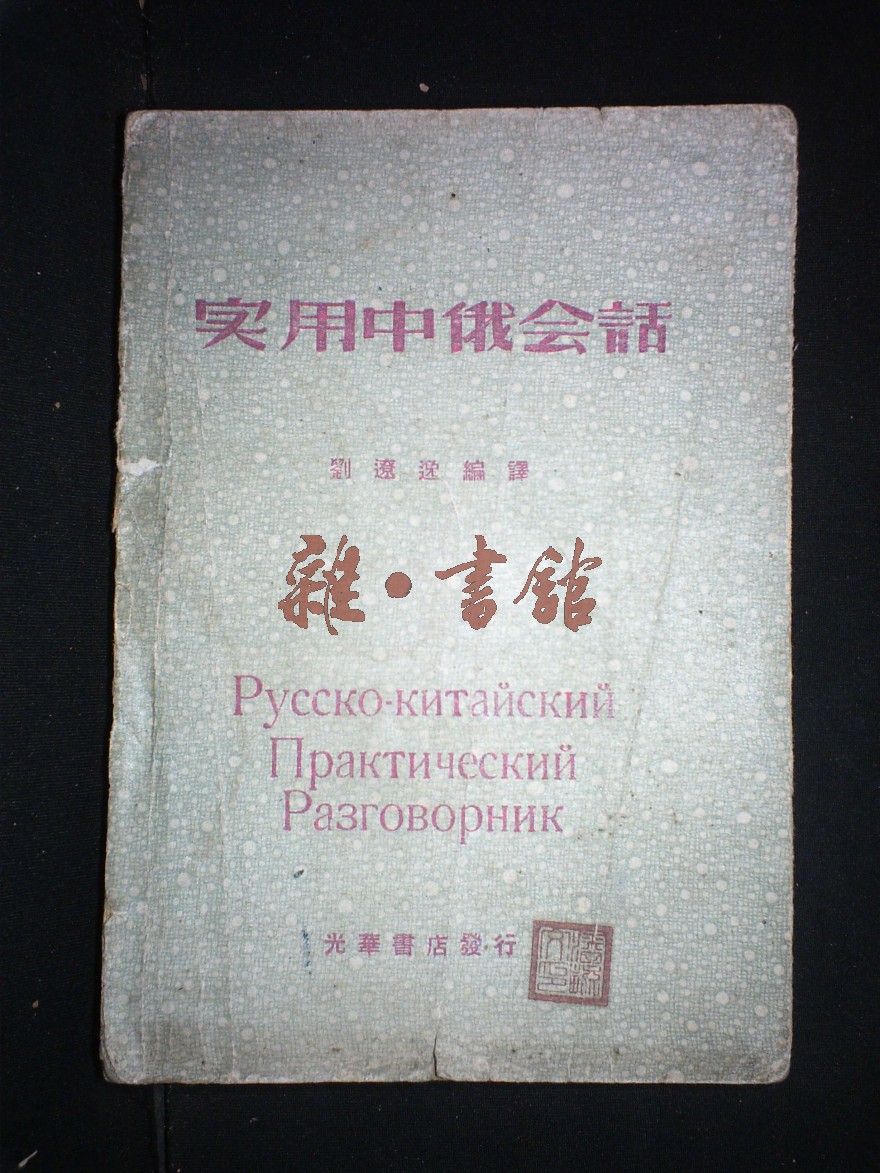 实用中俄会話
劉遼逸編譯
雜·書館
Русско-китайский
Практический
Разговорник
光華書店發行